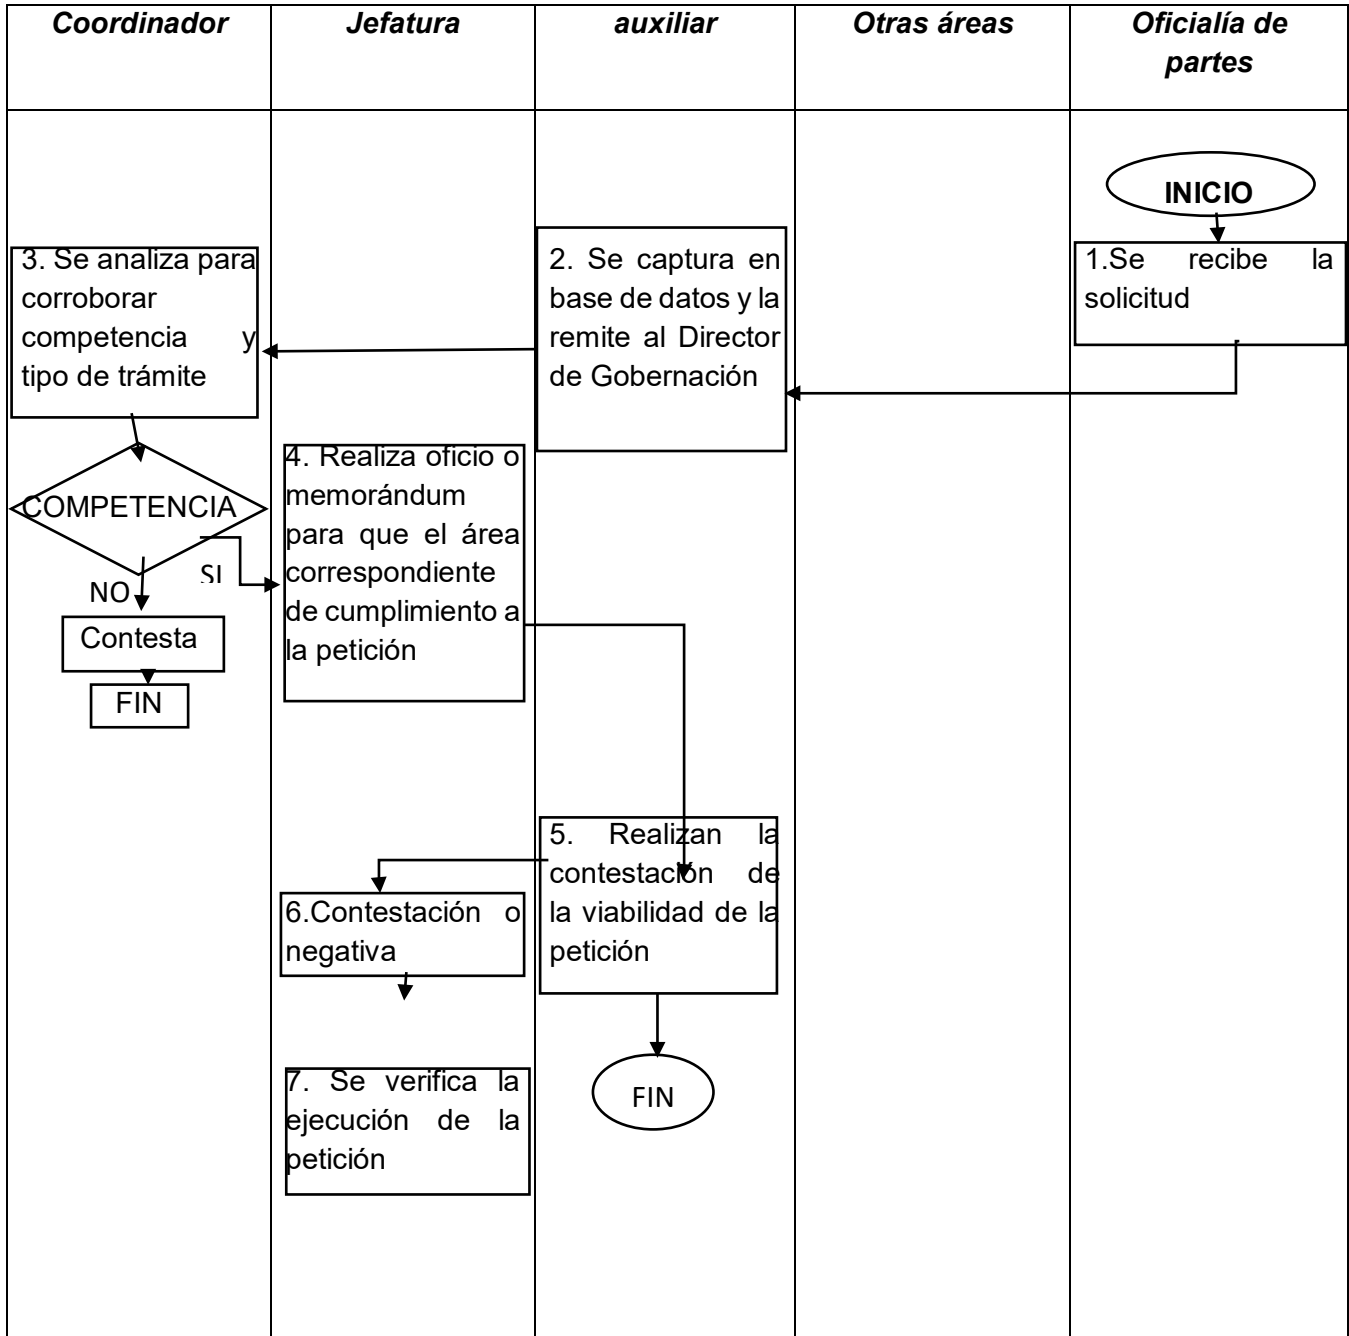 Coordinador
Jefatura
auxiliar
Otras áreas
Oficialía de
partes
INICIO
1.Se recibe la
solicitud
2. Se captura en
base de datos y la
remite al Director
de Gobernación
3. Se analiza para
corroborar
competencia y
tipo de trámite
COMPETENCIA
NO
SI
Contesta
FIN
4. Realiza oficio o
memorándum
para que el área
correspondiente
de cumplimiento a
la petición
5. Realizan la
contestación de
la viabilidad de la
petición
6.Contestación o
negativa
7. Se verifica la
ejecución de la
petición
FIN